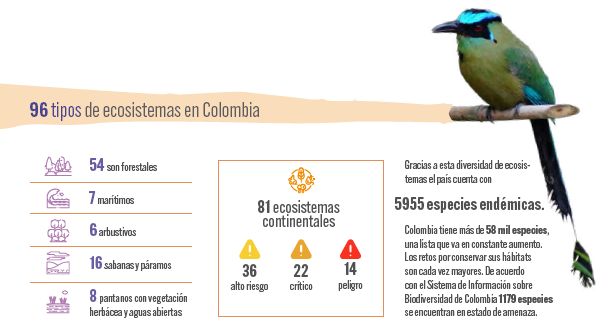 96 tipos de ecosistemas en Colombia
54 son forestales
7 marítimos
6 arbustivos
16 sabanas y páramos
8 pantanos con vegetación
herbácea y aguas abiertas
81 ecosistemas
continentales
36
alto riesgo
22
crítico
14
peligro
Gracias a esta diversidad de ecosis-
temas el país cuenta con
5955 especies endémicas.
Colombia tiene más de 58 mil especies,
una lista que va en constante aumento.
Los retos por conservar sus hábitats
son cada vez mayores. De acuerdo
con el Sistema de Información sobre
Biodiversidad de Colombia 1179 especies
se encuentran en estado de amenaza.